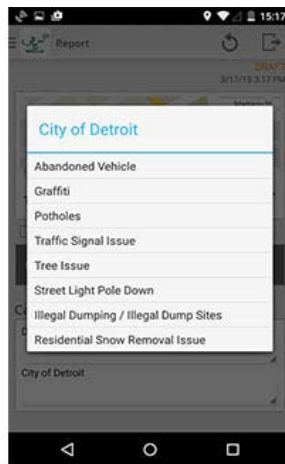 15:17
Report
DRAFT
3/17/15 3:17 PM
City of Detroit
Abandoned Vehicle
Graffiti
Potholes
Traffic Signal Issue
Tree Issue
Street Light Pole Down
Illegal Dumping / Illegal Dump Sites
Residential Snow Removal Issue
City of Detroit